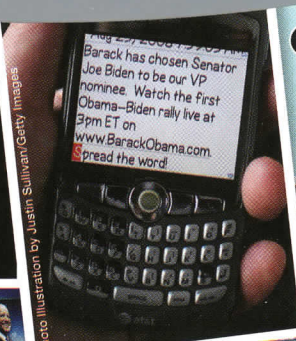 Barack has chosen Senator
Joe Biden to be our VP
nominee. Watch the first
Obama-Biden rally live at
3pm ET on
www.BarackObama.com.
Spread the word!
at&t
oto Illustration by Justin Sullivan/Getty Images